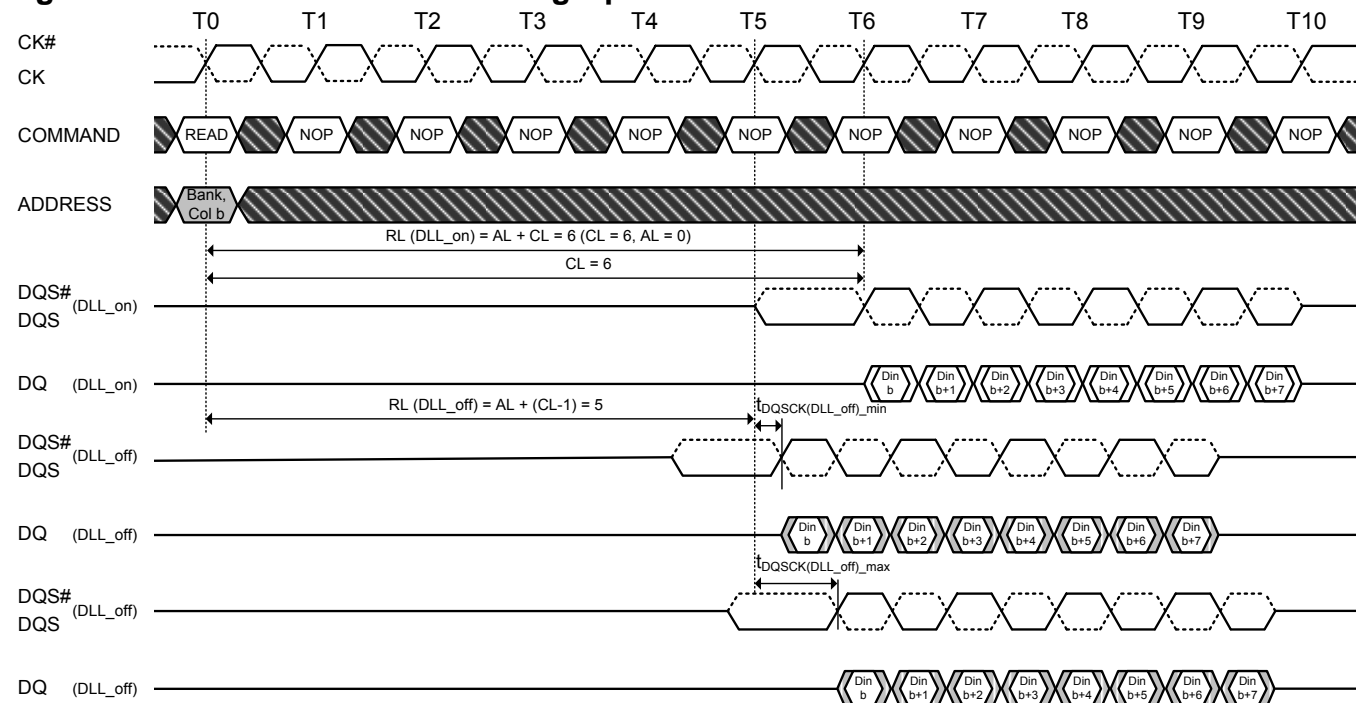 T0 T1 T2 T3 T4 T5 T6 T7 T8 T9 T10
CK#
CK
COMMAND READ NOP NOP NOP NOP NOP NOP NOP NOP NOP NOP
ADDRESS
Bank,
Col b
RL (DLL_on) = AL + CL = 6 (CL = 6, AL = 0)
CL = 6
DQS#
(DLL_on)
DQS
DQ (DLL_on)
Din Din Din Din Din Din Din Din
b b+1 b+2 b+3 b+4 b+5 b+6 b+7
RL (DLL_off) = AL + (CL-1) = 5
tDQSCK(DLL_off)_min
DQS#
(DLL_off)
DQS
DQ (DLL_off)
Din Din Din Din Din Din Din Din
b b+1 b+2 b+3 b+4 b+5 b+6 b+7
tDQSCK(DLL_off)_max
DQS#
(DLL_off)
DQS
DQ (DLL_off)
Din Din Din Din Din Din Din Din
b b+1 b+2 b+3 b+4 b+5 b+6 b+7